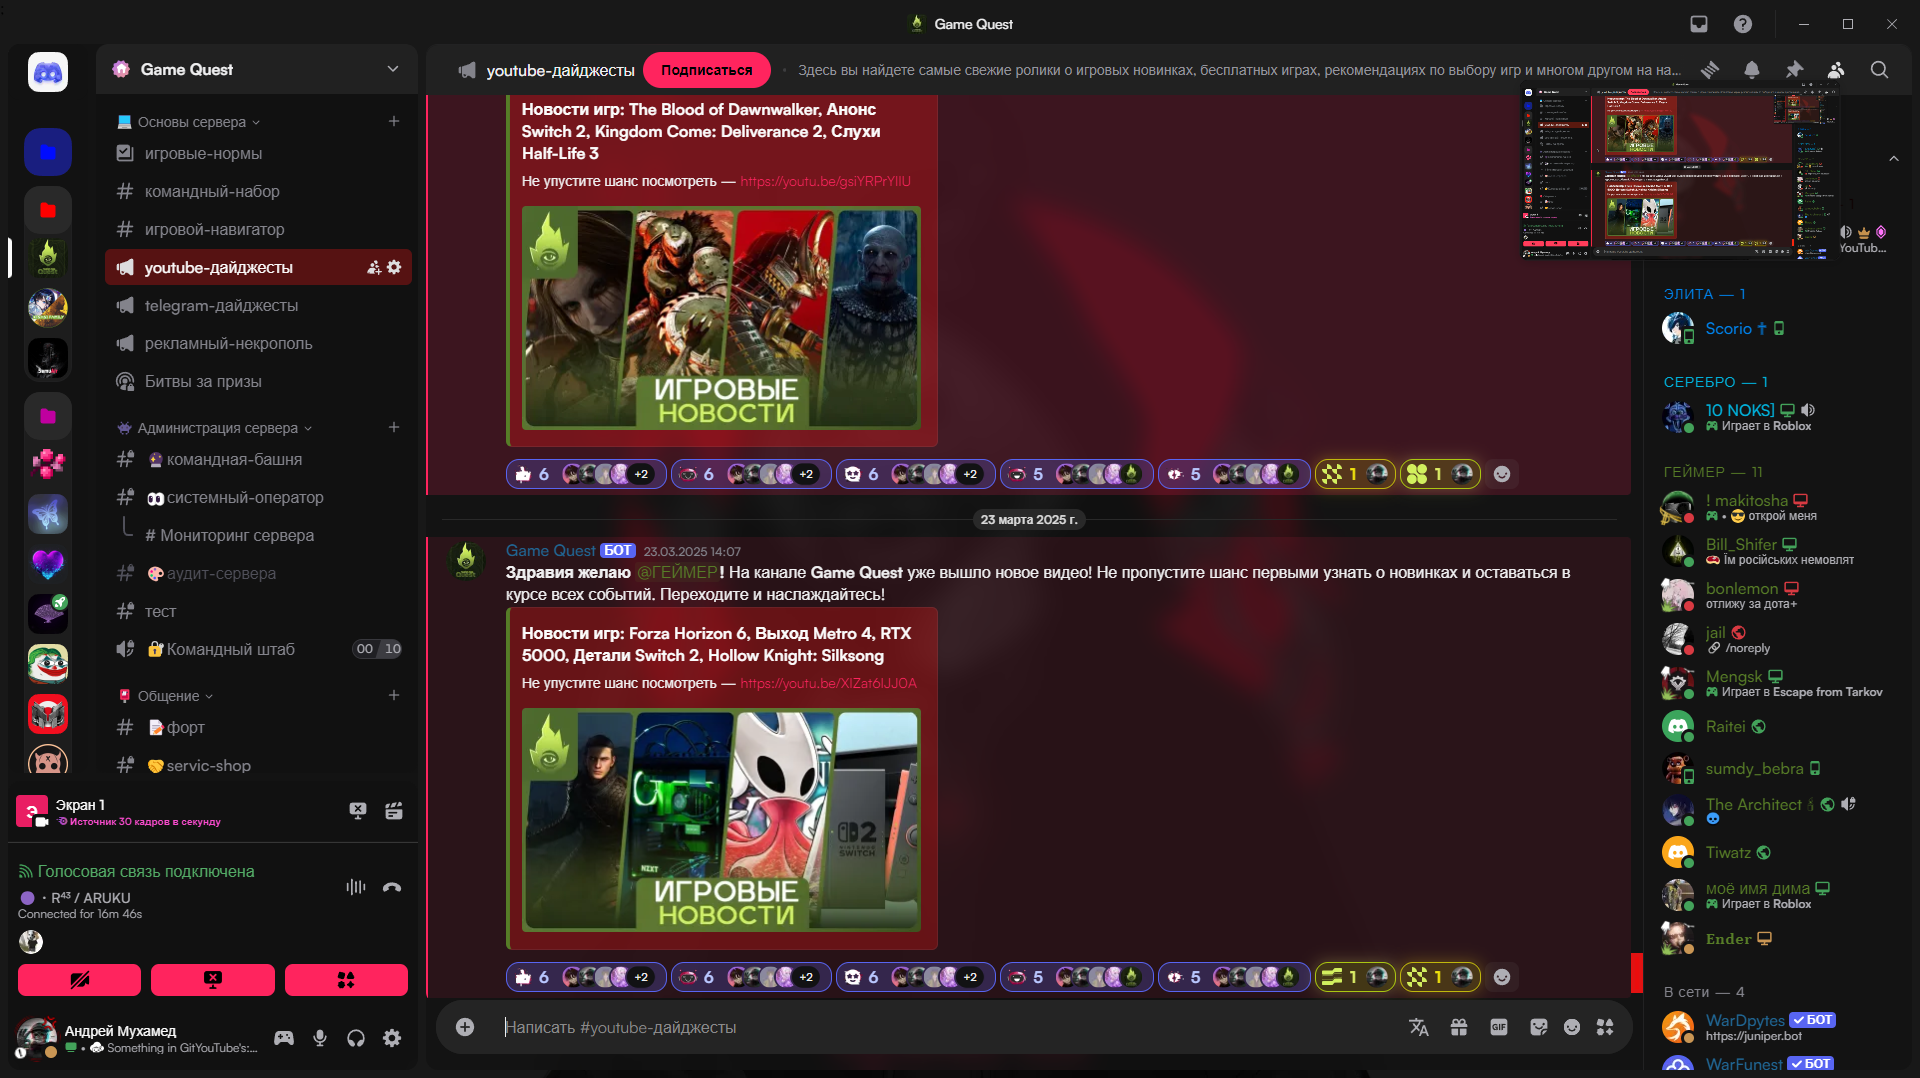 Game Quest
Game Quest
Основы сервера
игровые-нормы
командный-набор
игровой-навигатор
youtube-дайджесты
telegram-дайджесты
рекламный-некрополь
Битвы за призы
Администрация сервера
командная-башня
системный-оператор
# Мониторинг сервера
аудит-сервера
тест
Командный штаб
00 / 10
Общение
форт
servic-shop
Экран 1
Источник 30 кадров в секунду
Голосовая связь подключена
• R⁴³ / ARUKU
Connected for 16m 46s
Андрей Мухамед
• Something in GitYouTube's:...
youtube-дайджесты
Подписаться
Здесь вы найдете самые свежие ролики о игровых новинках, бесплатных играх, рекомендациях по выбору игр и многом другом на на...
Новости игр: The Blood of Dawnwalker, Анонс
Switch 2, Kingdom Come: Deliverance 2, Слухи
Half-Life 3
Не упустите шанс посмотреть — https://youtu.be/gsiYRPrYIIU
ИГРОВЫЕ
НОВОСТИ
6 +2 6 +2 6 +2 5 5 1 1
23 марта 2025 г.
Game Quest БОТ 23.03.2025 14:07
Здравия желаю @ГЕЙМЕР! На канале Game Quest уже вышло новое видео! Не пропустите шанс первыми узнать о новинках и оставаться в
курсе всех событий. Переходите и наслаждайтесь!
Новости игр: Forza Horizon 6, Выход Metro 4, RTX
5000, Детали Switch 2, Hollow Knight: Silksong
Не упустите шанс посмотреть — https://youtu.be/XIZat6IJJ0A
NEXT
2
NINTENDO
SWITCH
ИГРОВЫЕ
НОВОСТИ
6 +2 6 +2 6 +2 5 5 1 1
Написать #youtube-дайджесты
GIF
YouTub...
ЭЛИТА — 1
Scorio †
СЕРЕБРО — 1
10 NOKS]
Играет в Roblox
ГЕЙМЕР — 11
! makitosha
• открой меня
Bill_Shifer
Їм російських немовлят
bonlemon
отлижу за дота+
jail
/noreply
Mengsk
Играет в Escape from Tarkov
Raitei
sumdy_bebra
The Architect
Tiwatz
моё имя дима
Играет в Roblox
Ender
В сети — 4
WarDpytes БОТ
https://juniper.bot
WarFunest БОТ